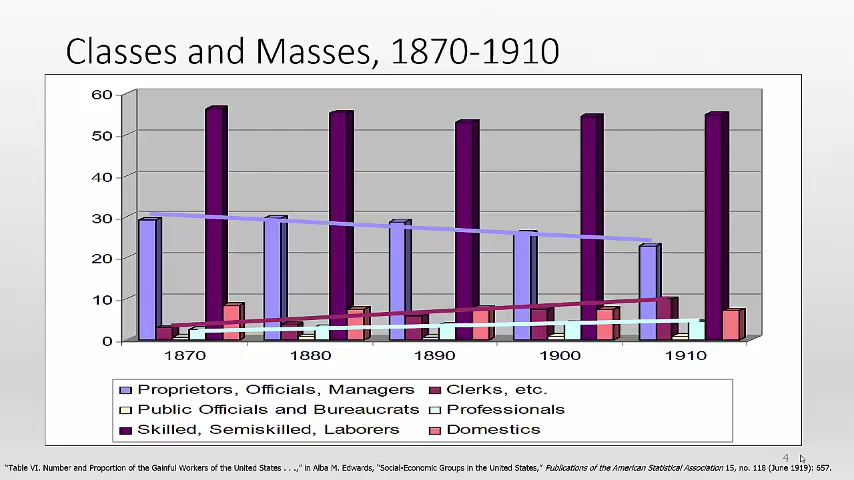 Classes and Masses, 1870-1910
60
50
40
30
20
10
0
1870 1880 1890 1900 1910
Proprietors, Officials, Managers Clerks, etc.
Public Officials and Bureaucrats Professionals
Skilled, Semiskilled, Laborers Domestics
4
"Table VI. Number and Proportion of the Gainful Workers of the United States . . .," in Alba M. Edwards, "Social-Economic Groups in the United States," Publications of the American Statistical Association 15, no. 118 (June 1919): 657.